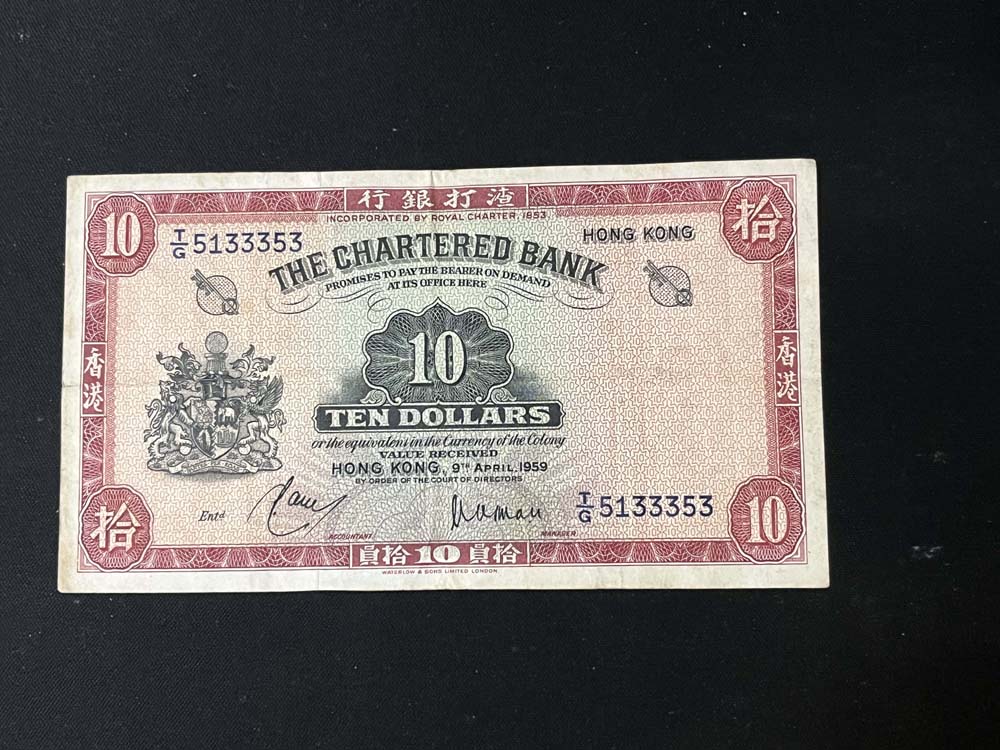 行銀打渣
INCORPORATED BY ROYAL CHARTER, 1853
10
拾
T/G 5133353
HONG KONG
THE CHARTERED BANK
PROMISES TO PAY THE BEARER ON DEMAND
AT ITS OFFICE HERE
10
香港
香港
TEN DOLLARS
or the equivalent in the Currency of the Colony
VALUE RECEIVED
HONG KONG, 9TH APRIL, 1959
BY ORDER OF THE COURT OF DIRECTORS
Entd
T/G 5133353
ACCOUNTANT
MANAGER
拾
10
員拾 10 員拾
WATERLOW & SONS LIMITED LONDON.